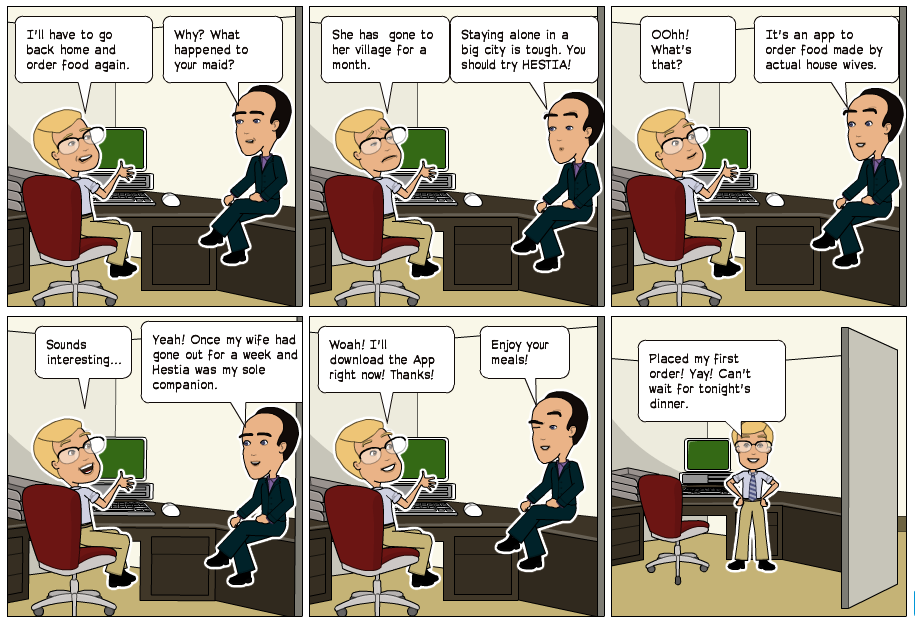 I'll have to go
back home and
order food again.
Why? What
happened to
your maid?
She has gone to
her village for a
month.
Staying alone in a
big city is tough. You
should try HESTIA!
OOhh!
What's
that?
It's an app to
order food made by
actual house wives.
Sounds
interesting...
Yeah! Once my wife had
gone out for a week and
Hestia was my sole
companion.
Woah! I'll
download the App
right now! Thanks!
Enjoy your
meals!
Placed my first
order! Yay! Can't
wait for tonight's
dinner.